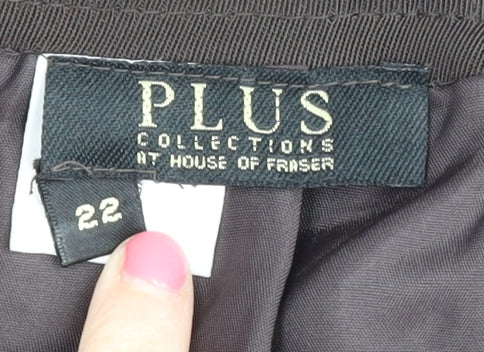 PLUS
COLLECTIONS
AT HOUSE OF FRASER
22